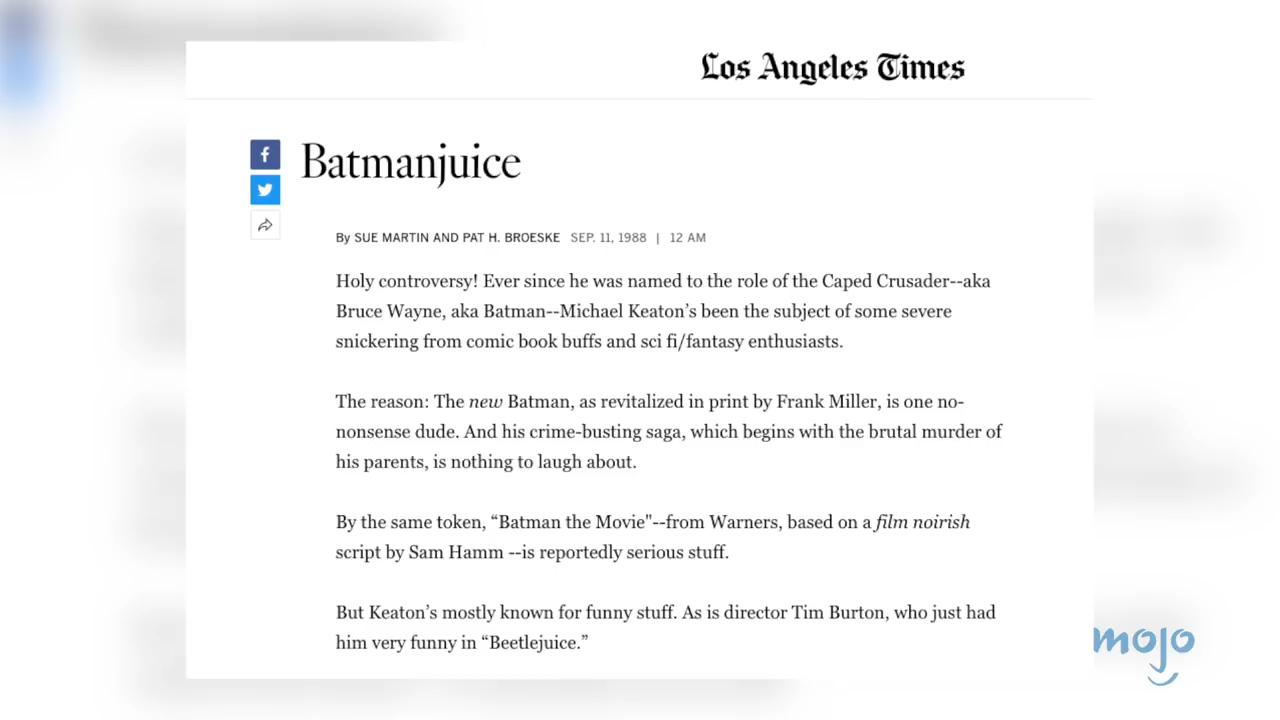 Los Angeles Times
Batmanjuice
By SUE MARTIN AND PAT H. BROESKE SEP. 11, 1988 | 12 AM
Holy controversy! Ever since he was named to the role of the Caped Crusader--aka
Bruce Wayne, aka Batman--Michael Keaton’s been the subject of some severe
snickering from comic book buffs and sci fi/fantasy enthusiasts.
The reason: The new Batman, as revitalized in print by Frank Miller, is one no-
nonsense dude. And his crime-busting saga, which begins with the brutal murder of
his parents, is nothing to laugh about.
By the same token, “Batman the Movie"--from Warners, based on a film noirish
script by Sam Hamm --is reportedly serious stuff.
But Keaton’s mostly known for funny stuff. As is director Tim Burton, who just had
him very funny in “Beetlejuice.”
mojo